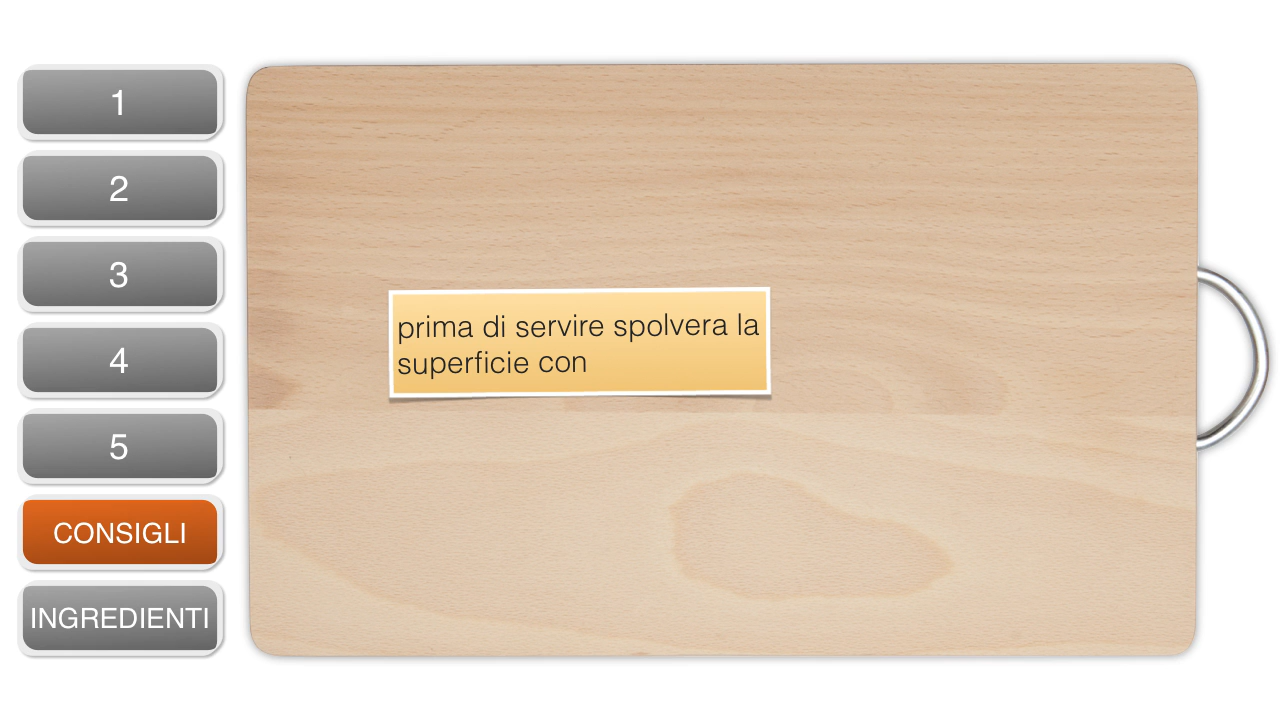 1
2
3
4
5
CONSIGLI
INGREDIENTI
prima di servire spolvera la
superficie con